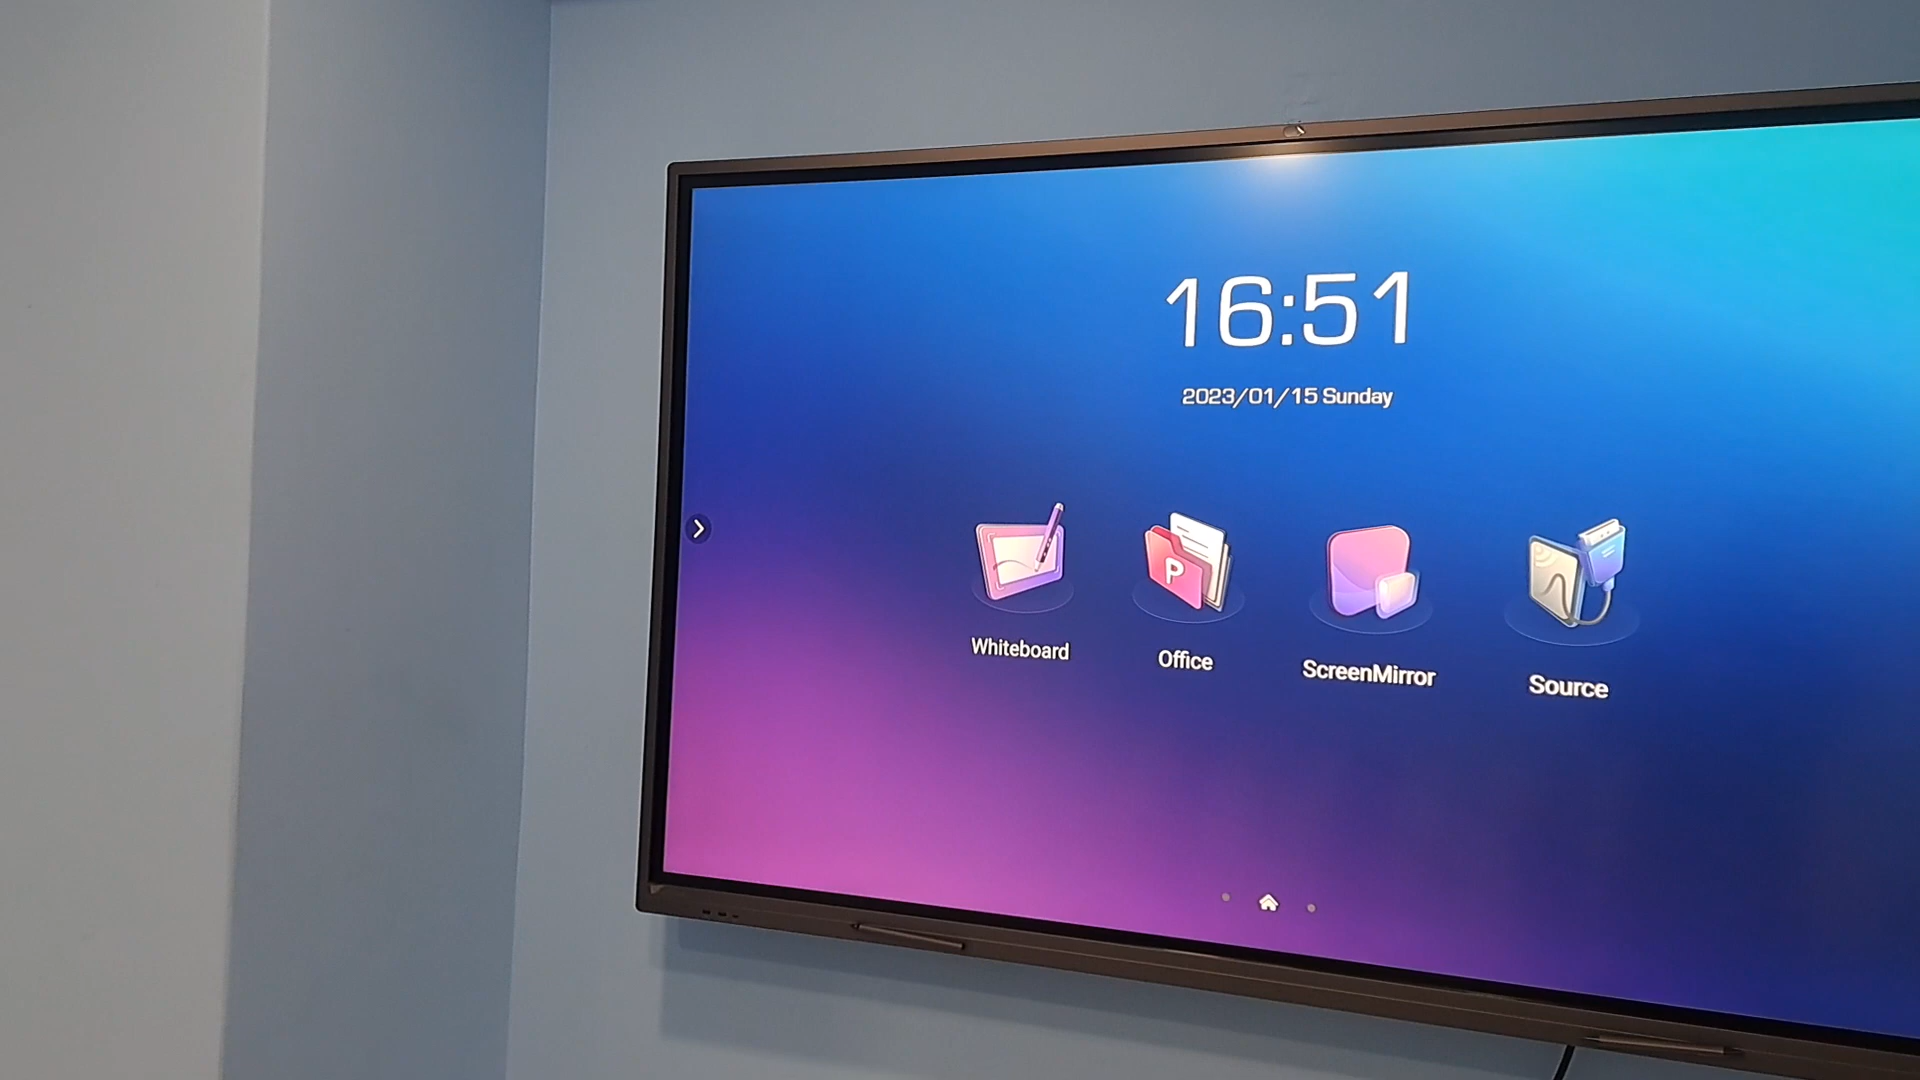 16:51
2023/01/15 Sunday
P
Whiteboard
Office
ScreenMirror
Source